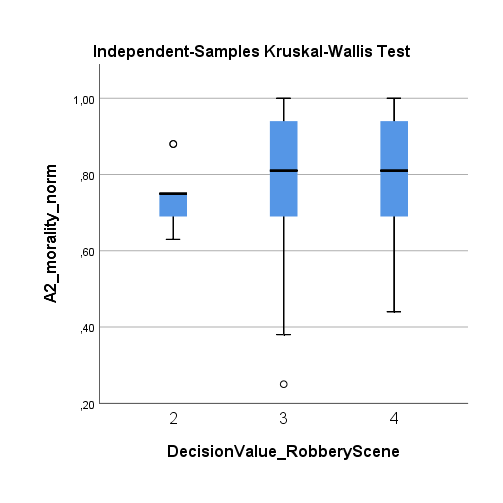 Independent-Samples Kruskal-Wallis Test
1,00
,80
,60
,40
,20
A2_morality_norm
2 3 4
DecisionValue_RobberyScene